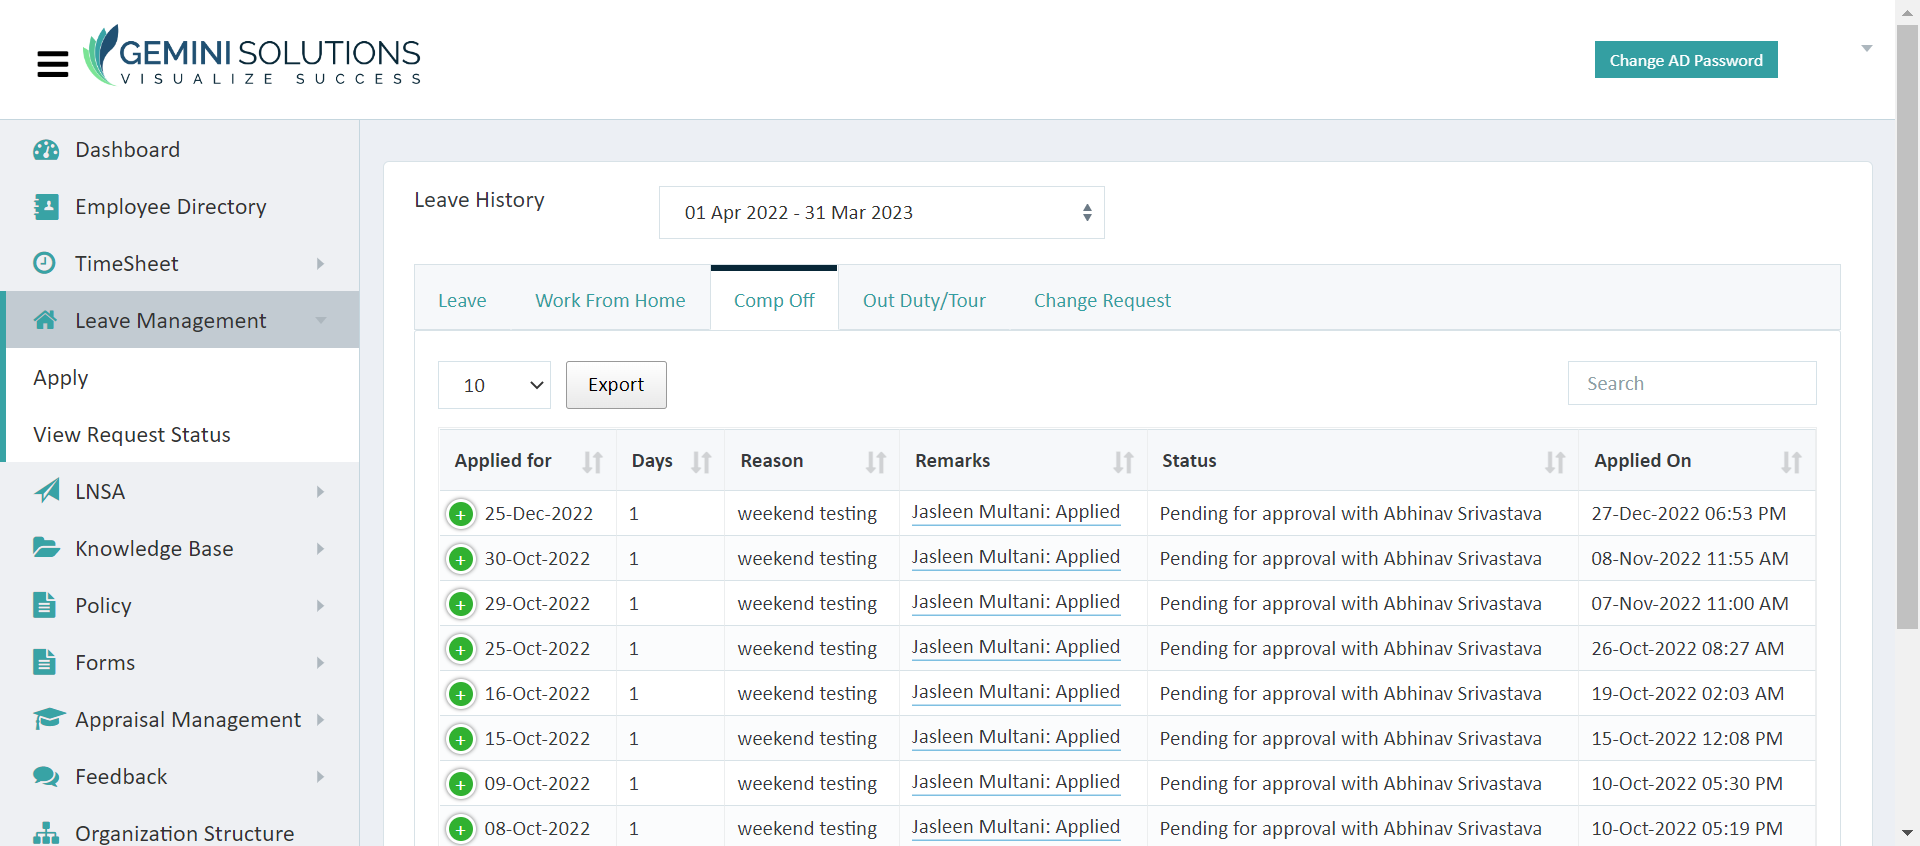 GEMINI SOLUTIONS
VISUALIZE SUCCESS
Change AD Password
Dashboard
Employee Directory
TimeSheet
Leave Management
Apply
View Request Status
LNSA
Knowledge Base
Policy
Forms
Appraisal Management
Feedback
Organization Structure
Leave History
01 Apr 2022 - 31 Mar 2023
Leave Work From Home Comp Off Out Duty/Tour Change Request
10 Export Search
Applied for Days Reason Remarks Status Applied On
25-Dec-2022 1 weekend testing Jasleen Multani: Applied Pending for approval with Abhinav Srivastava 27-Dec-2022 06:53 PM
30-Oct-2022 1 weekend testing Jasleen Multani: Applied Pending for approval with Abhinav Srivastava 08-Nov-2022 11:55 AM
29-Oct-2022 1 weekend testing Jasleen Multani: Applied Pending for approval with Abhinav Srivastava 07-Nov-2022 11:00 AM
25-Oct-2022 1 weekend testing Jasleen Multani: Applied Pending for approval with Abhinav Srivastava 26-Oct-2022 08:27 AM
16-Oct-2022 1 weekend testing Jasleen Multani: Applied Pending for approval with Abhinav Srivastava 19-Oct-2022 02:03 AM
15-Oct-2022 1 weekend testing Jasleen Multani: Applied Pending for approval with Abhinav Srivastava 15-Oct-2022 12:08 PM
09-Oct-2022 1 weekend testing Jasleen Multani: Applied Pending for approval with Abhinav Srivastava 10-Oct-2022 05:30 PM
08-Oct-2022 1 weekend testing Jasleen Multani: Applied Pending for approval with Abhinav Srivastava 10-Oct-2022 05:19 PM